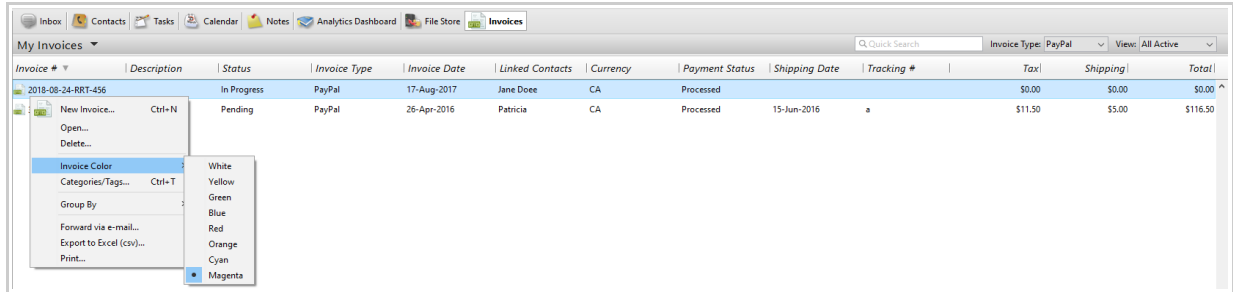 Inbox Contacts Tasks Calendar Notes Analytics Dashboard File Store Invoices
My Invoices Quick Search Invoice Type: PayPal View: All Active
Invoice # Description Status Invoice Type Invoice Date Linked Contacts Currency Payment Status Shipping Date Tracking # Tax Shipping Total
2018-08-24-RRT-456 In Progress PayPal 17-Aug-2017 Jane Doee CA Processed $0.00 $0.00 $0.00
Pending PayPal 26-Apr-2016 Patricia CA Processed 15-Jun-2016 a $11.50 $5.00 $116.50
New Invoice... Ctrl+N
Open...
Delete...
Invoice Color
Categories/Tags... Ctrl+T
Group By
Forward via e-mail...
Export to Excel (csv)...
Print...
White
Yellow
Green
Blue
Red
Orange
Cyan
Magenta